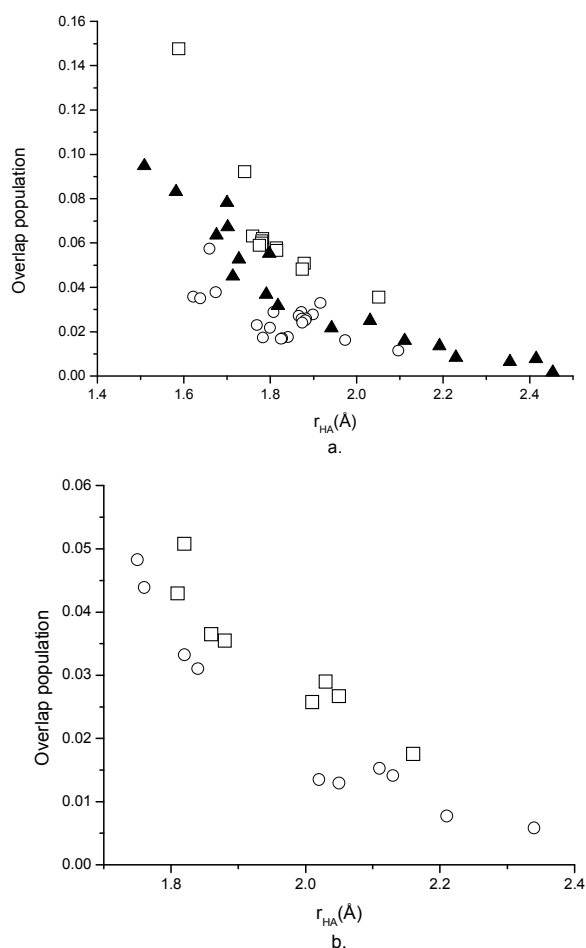 0.16
0.14
0.12
0.10
0.08
0.06
0.04
0.02
0.00
Overlap population
1.4 1.6 1.8 2.0 2.2 2.4
r_HA(Å)
a.
0.06
0.05
0.04
0.03
0.02
0.01
0.00
Overlap population
1.8 2.0 2.2 2.4
r_HA(Å)
b.